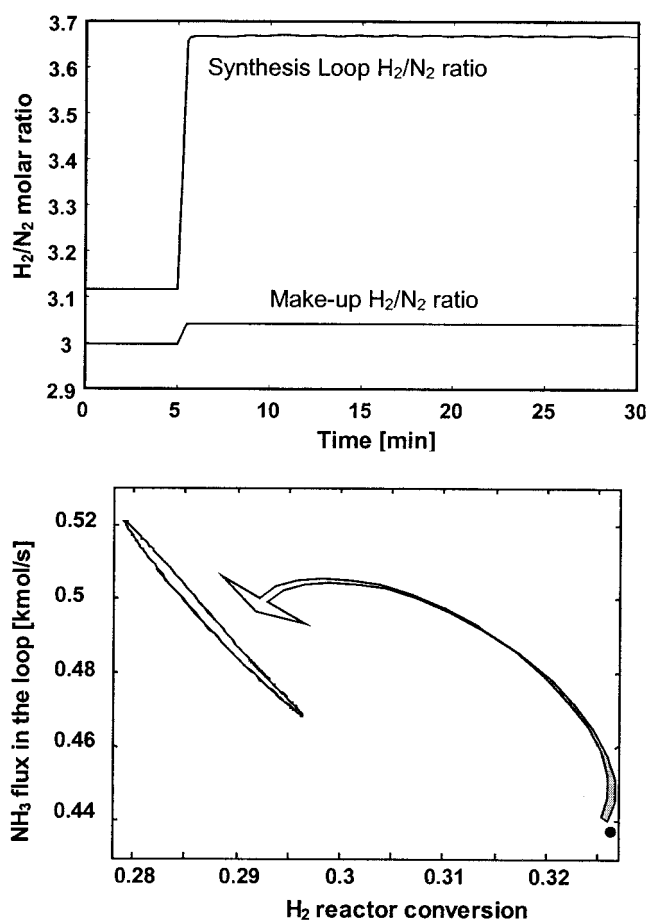 3.7
3.6
3.5
3.4
3.3
3.2
3.1
3
2.9
H₂/N₂ molar ratio
Synthesis Loop H₂/N₂ ratio
Make-up H₂/N₂ ratio
0 5 10 15 20 25 30
Time [min]
0.52
0.5
0.48
0.46
0.44
NH₃ flux in the loop [kmol/s]
0.28 0.29 0.3 0.31 0.32
H₂ reactor conversion